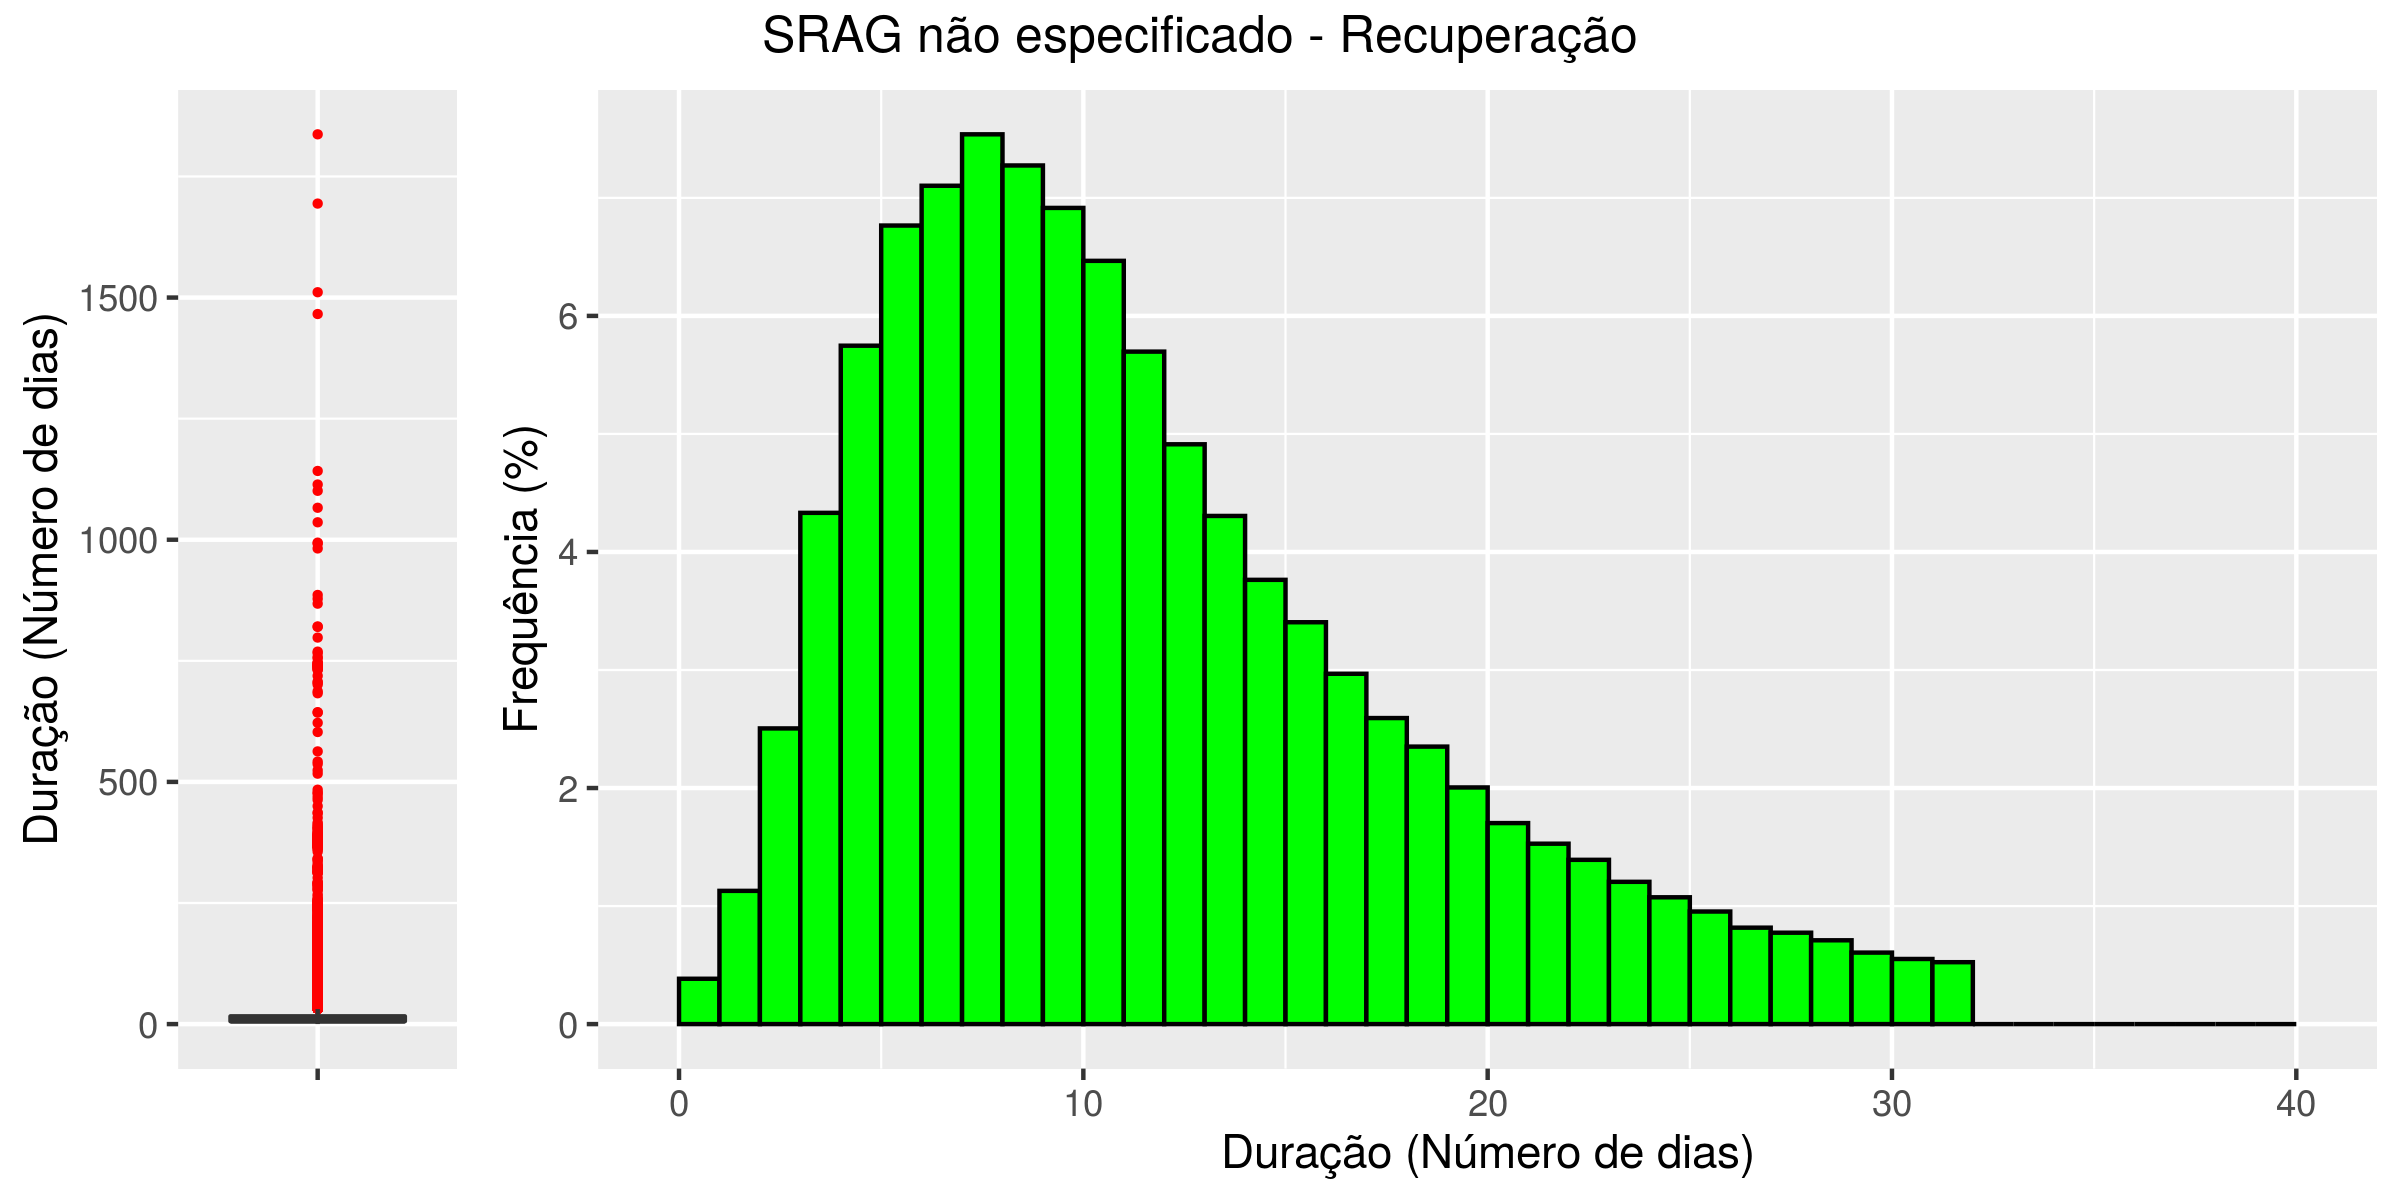 SRAG não especificado - Recuperação
Duração (Número de dias)
1500
1000
500
0
Frequência (%)
6
4
2
0
0 10 20 30 40
Duração (Número de dias)